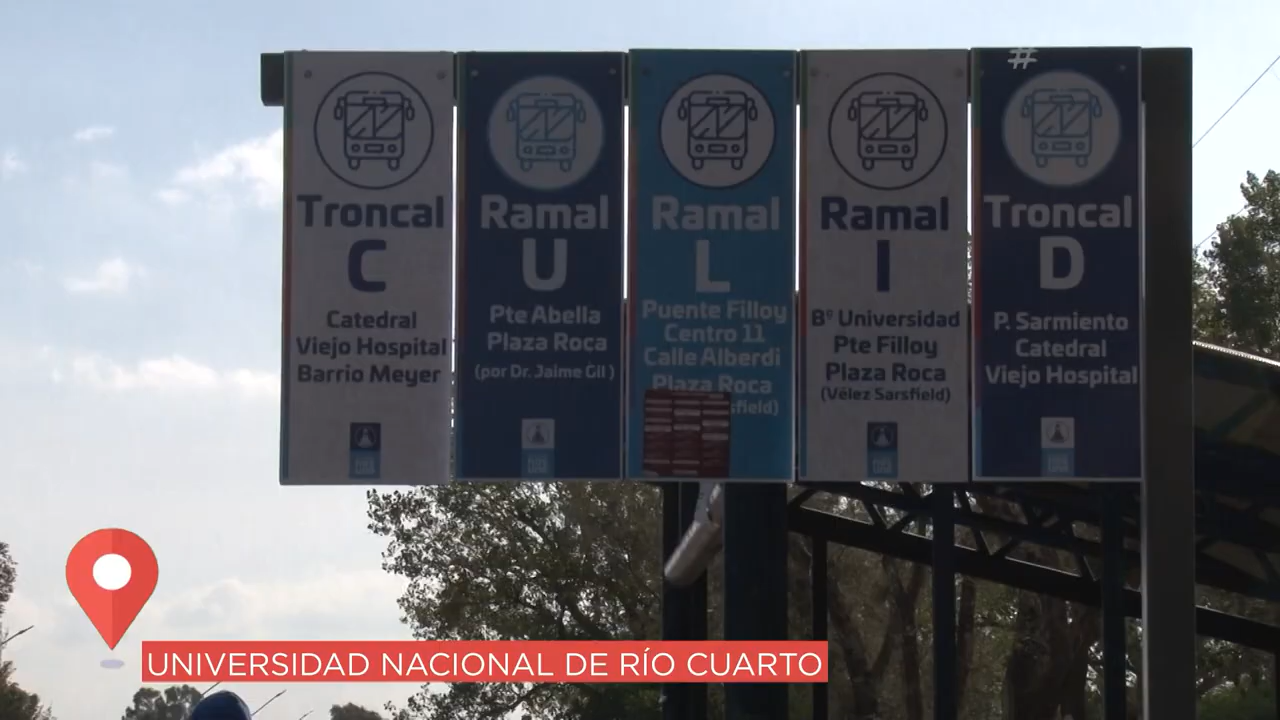 Troncal
C
Catedral
Viejo Hospital
Barrio Meyer
Ramal
U
Pte Abella
Plaza Roca
(por Dr. Jaime Gil)
Ramal
L
Puente Filloy
Centro 11
Calle Alberdi
Plaza Roca
sfield)
Ramal
I
Bº Universidad
Pte Filloy
Plaza Roca
(Vélez Sarsfield)
#
Troncal
D
P. Sarmiento
Catedral
Viejo Hospital
UNIVERSIDAD NACIONAL DE RÍO CUARTO